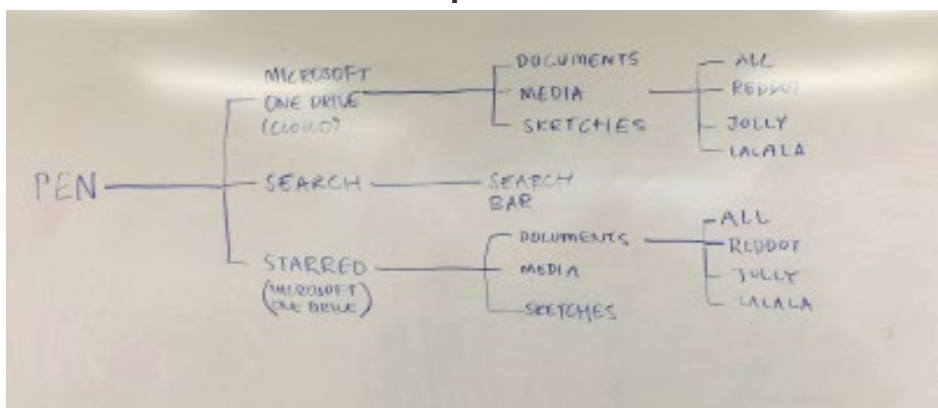 PEN
MICROSOFT
ONE DRIVE
(CLOUD)
DOCUMENTS
MEDIA
SKETCHES
ALL
REDDOT
JOLLY
LALALA
SEARCH
SEARCH
BAR
STARRED
(MICROSOFT
ONE DRIVE)
DOCUMENTS
MEDIA
SKETCHES
ALL
REDDOT
JOLLY
LALALA